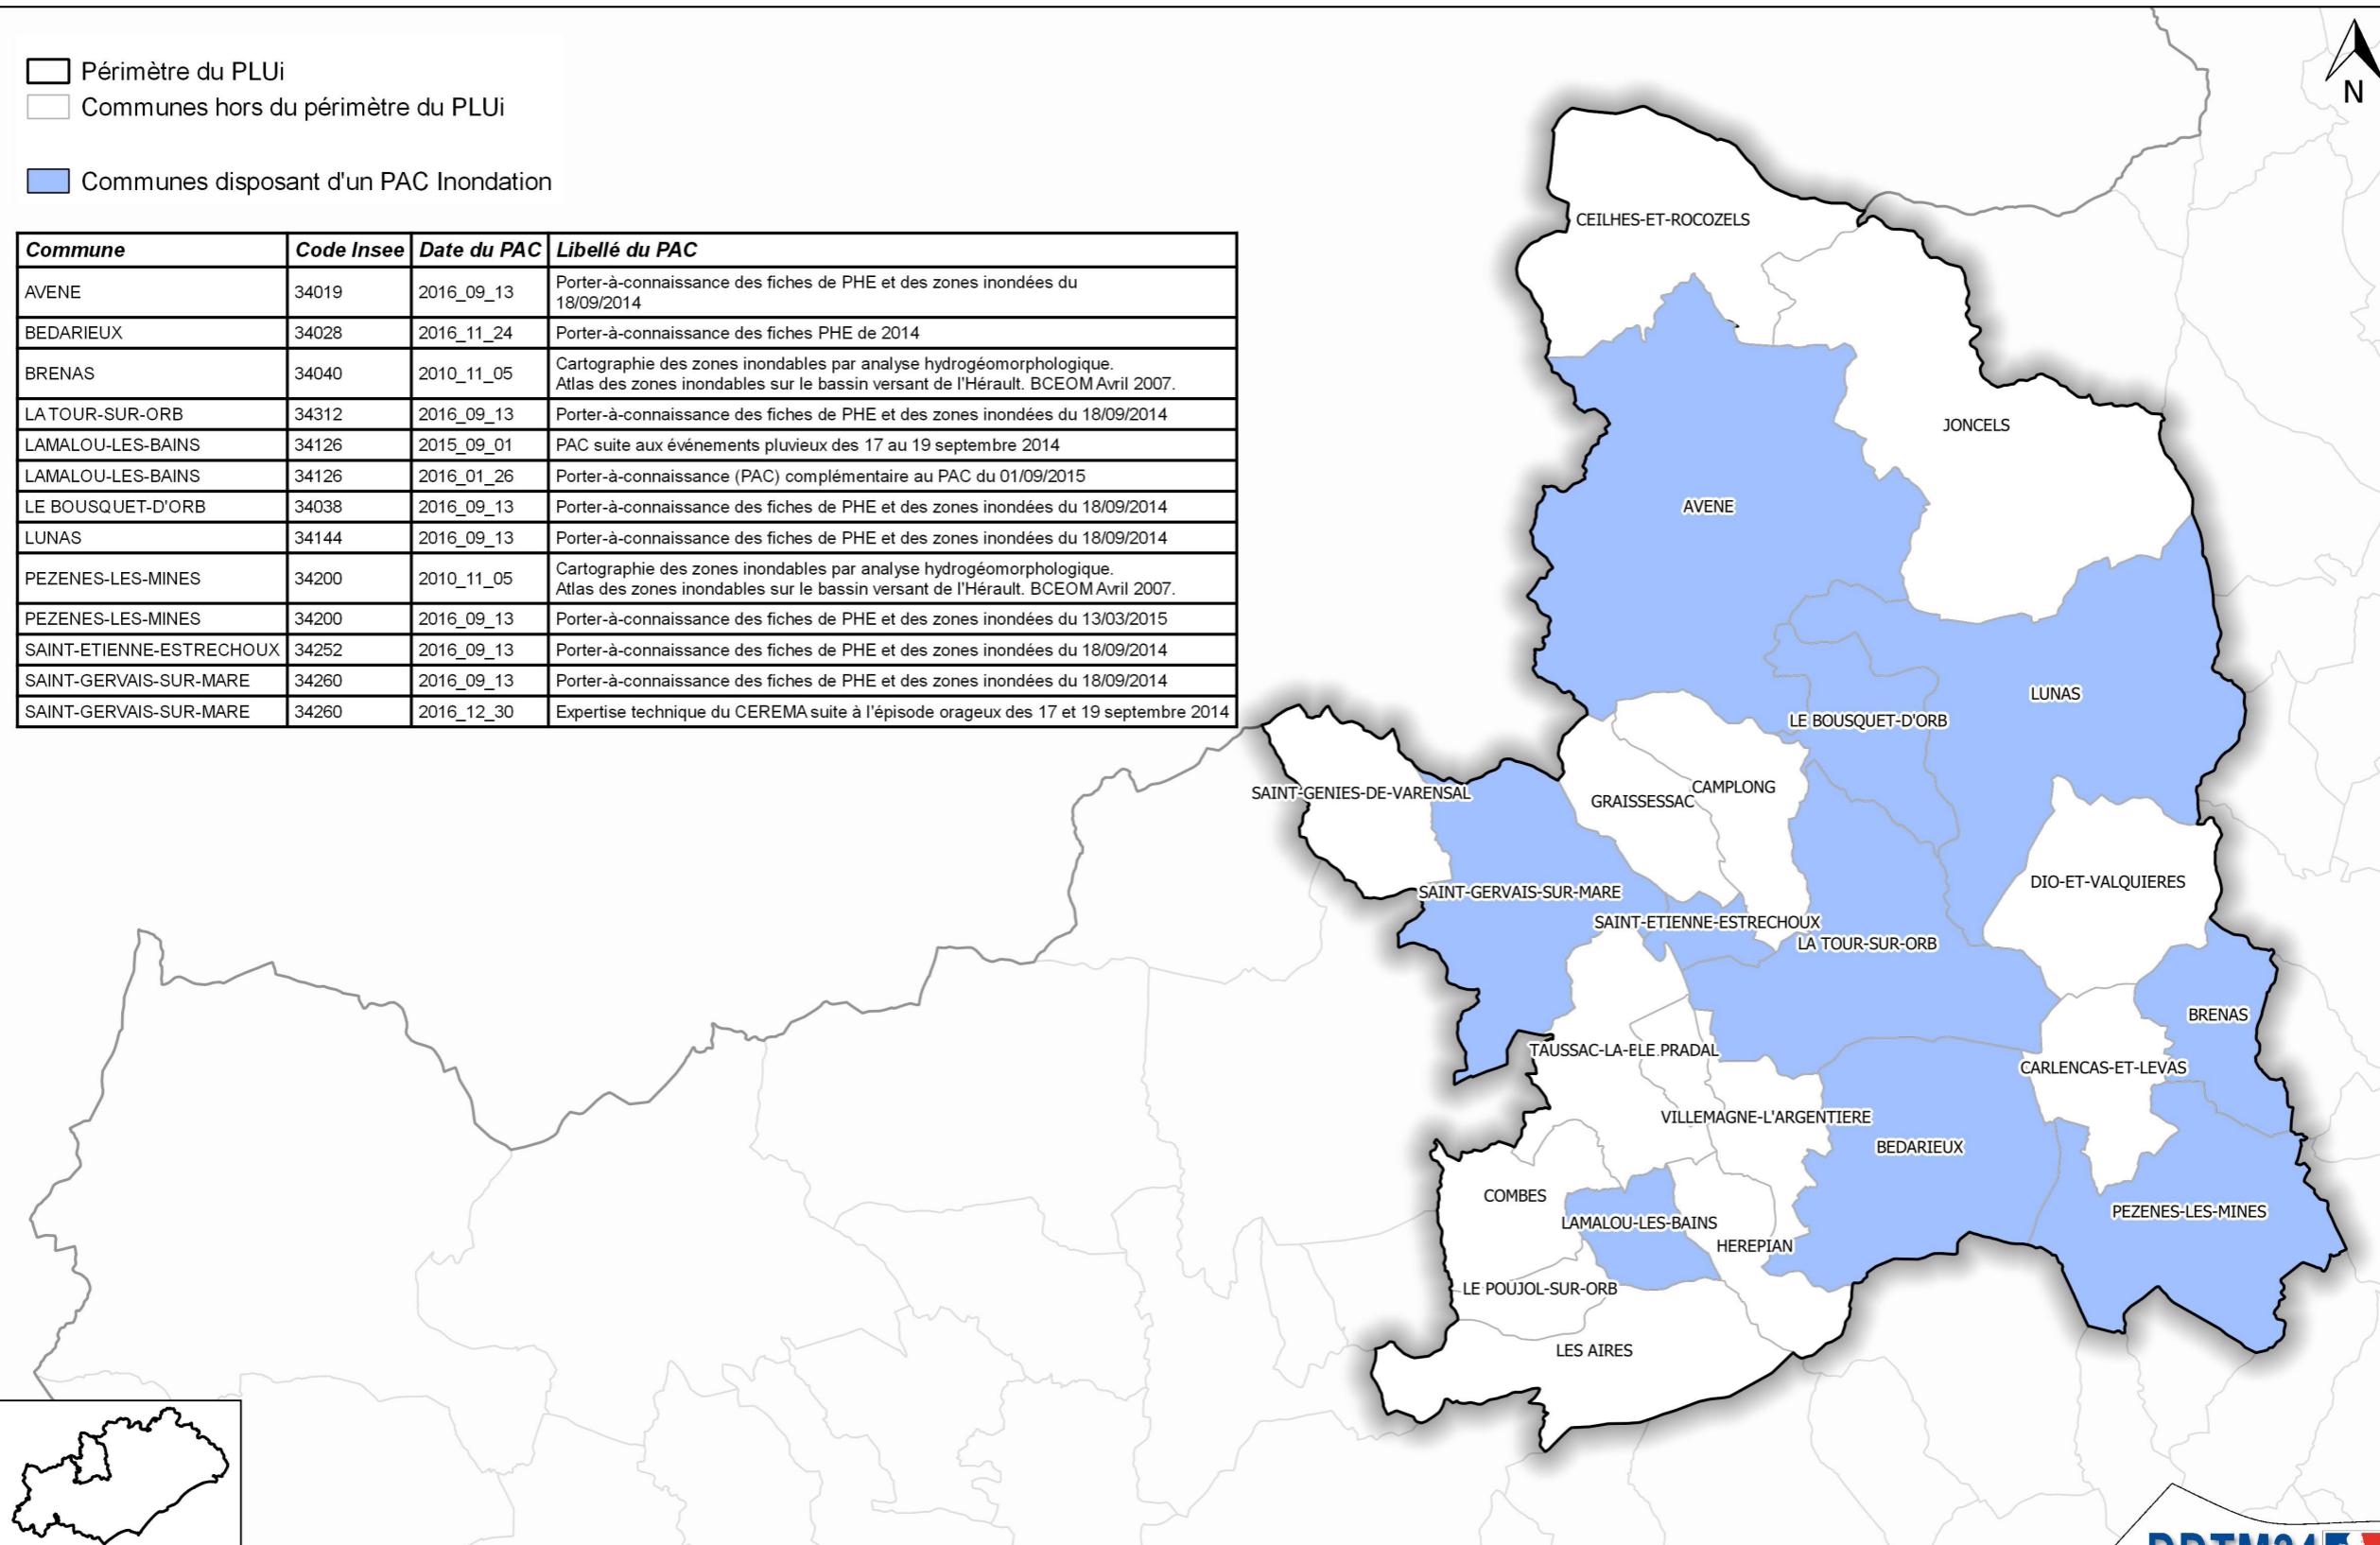 Périmètre du PLUi
Communes hors du périmètre du PLUi
Communes disposant d'un PAC Inondation
N
Commune Code Insee Date du PAC Libellé du PAC
AVENE 34019 2016_09_13 Porter-à-connaissance des fiches de PHE et des zones inondées du
18/09/2014
BEDARIEUX 34028 2016_11_24 Porter-à-connaissance des fiches PHE de 2014
BRENAS 34040 2010_11_05 Cartographie des zones inondables par analyse hydrogéomorphologique.
Atlas des zones inondables sur le bassin versant de l'Hérault. BCEOM Avril 2007.
LA TOUR-SUR-ORB 34312 2016_09_13 Porter-à-connaissance des fiches de PHE et des zones inondées du 18/09/2014
LAMALOU-LES-BAINS 34126 2015_09_01 PAC suite aux événements pluvieux des 17 au 19 septembre 2014
LAMALOU-LES-BAINS 34126 2016_01_26 Porter-à-connaissance (PAC) complémentaire au PAC du 01/09/2015
LE BOUSQUET-D'ORB 34038 2016_09_13 Porter-à-connaissance des fiches de PHE et des zones inondées du 18/09/2014
LUNAS 34144 2016_09_13 Porter-à-connaissance des fiches de PHE et des zones inondées du 18/09/2014
PEZENES-LES-MINES 34200 2010_11_05 Cartographie des zones inondables par analyse hydrogéomorphologique.
Atlas des zones inondables sur le bassin versant de l'Hérault. BCEOM Avril 2007.
PEZENES-LES-MINES 34200 2016_09_13 Porter-à-connaissance des fiches de PHE et des zones inondées du 13/03/2015
SAINT-ETIENNE-ESTRECHOUX 34252 2016_09_13 Porter-à-connaissance des fiches de PHE et des zones inondées du 18/09/2014
SAINT-GERVAIS-SUR-MARE 34260 2016_09_13 Porter-à-connaissance des fiches de PHE et des zones inondées du 18/09/2014
SAINT-GERVAIS-SUR-MARE 34260 2016_12_30 Expertise technique du CEREMA suite à l'épisode orageux des 17 et 19 septembre 2014
CEILHES-ET-ROCOZELS
JONCELS
AVENE
LUNAS
LE BOUSQUET-D'ORB
SAINT-GENIES-DE-VARENSAL
CAMPLONG
GRAISSESSAC
DIO-ET-VALQUIERES
SAINT-GERVAIS-SUR-MARE
SAINT-ETIENNE-ESTRECHOUX
LA TOUR-SUR-ORB
BRENAS
TAUSSAC-LA-
LE PRADAL
CARLENCAS-ET-LEVAS
VILLEMAGNE-L'ARGENTIERE
BEDARIEUX
COMBES
PEZENES-LES-MINES
LAMALOU-LES-BAINS
HEREPIAN
LE POUJOL-SUR-ORB
LES AIRES
DDTM34